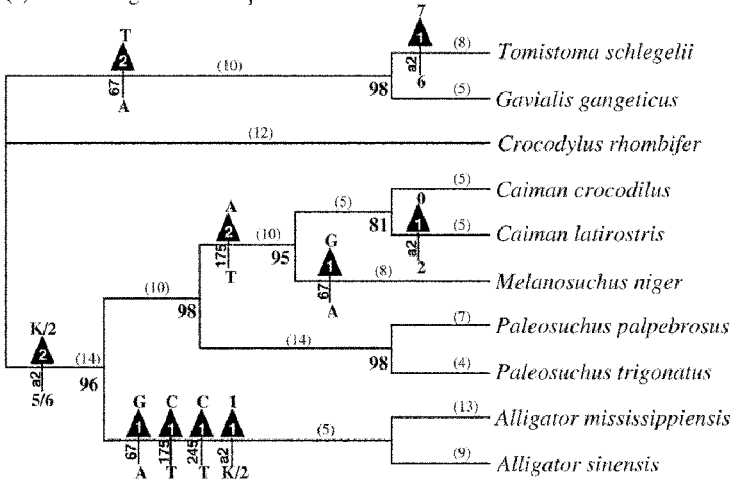 T 7
2 1 (8) Tomistoma schlegelii
67 (10) a2
A 98 6
(5) Gavialis gangeticus
(12) Crocodylus rhombifer
(5) Caiman crocodilus
A (5) 0
2 (10) 81 1 (5) Caiman latirostris
175 95 G a2
T 1 2
(8) Melanosuchus niger
67
(10) A
98 (7) Paleosuchus palpebrosus
K/2 (14)
2 (14) 98 (4) Paleosuchus trigonatus
a2 96
5/6
G C C 1 (13) Alligator mississippiensis
1 1 1 1 (5)
67 175 245 a2
A T T K/2 (9) Alligator sinensis